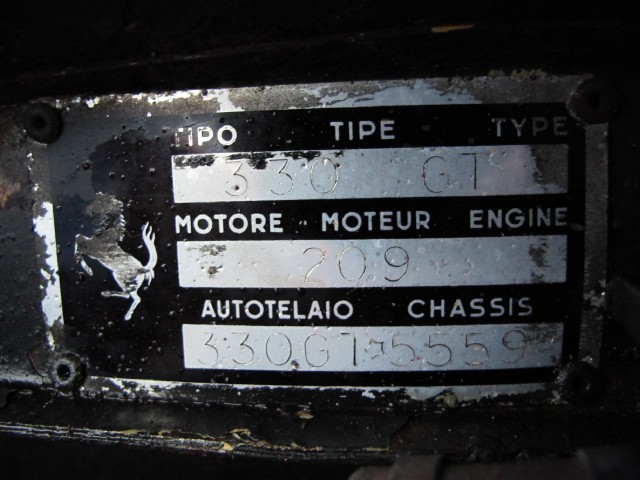 TIPO TIPE TYPE
330 GT
MOTORE MOTEUR ENGINE
209
AUTOTELAIO CHASSIS
330GT 5559